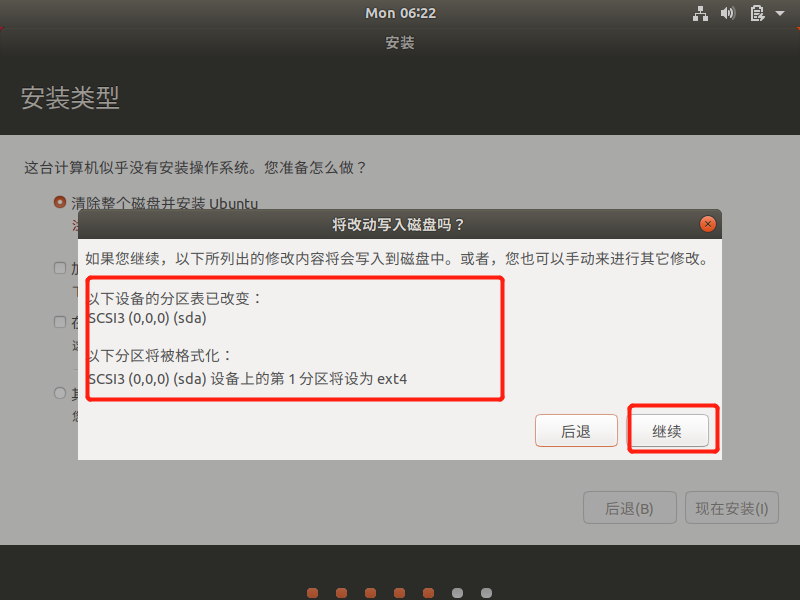 Mon 06:22
安装
安装类型
这台计算机似乎没有安装操作系统。您准备怎么做？
清除整个磁盘并安装 Ubuntu
将改动写入磁盘吗？
如果您继续，以下所列出的修改内容将会写入到磁盘中。或者，您也可以手动来进行其它修改。
以下设备的分区表已改变：
SCSI3 (0,0,0) (sda)
以下分区将被格式化：
SCSI3 (0,0,0) (sda) 设备上的第 1 分区将设为 ext4
后退
继续
后退(B)
现在安装(I)